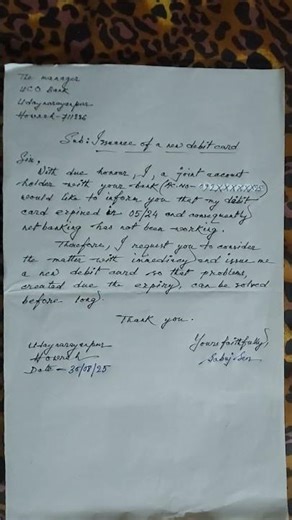 The manager
UCO Bank
Udaynarayanpur
Howrah-711226
Sub: Issuance of a new debit card
Sir,
With due honour, I, a joint account
holder with your bank (A/c-No-
would like to inform you that my debit
card expired in 05/24 and consequently
net banking has not been working.
Therefore, I request you to consider
the matter with immediacy and issue me
a new debit card so that problems,
created due the expiry, can be solved
before long.
Thank you.
Udaynarayanpur
Howrah
Date - 30/08/25
Yours faithfully
Sabuj Sen